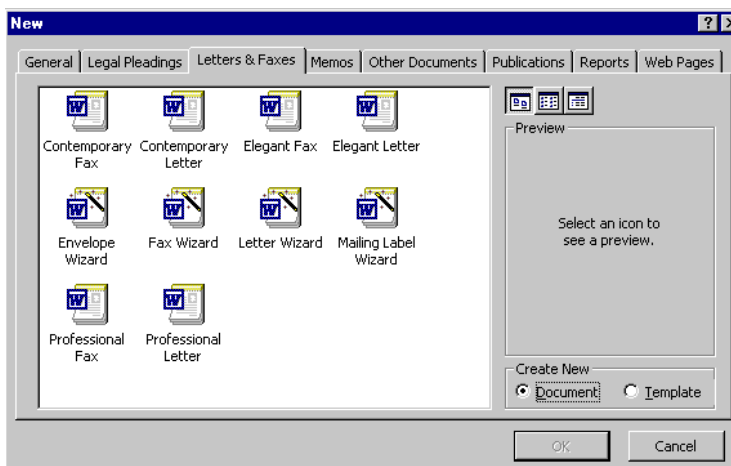 New
General Legal Pleadings Letters & Faxes Memos Other Documents Publications Reports Web Pages
Contemporary Fax
Contemporary Letter
Elegant Fax
Elegant Letter
Envelope Wizard
Fax Wizard
Letter Wizard
Mailing Label Wizard
Professional Fax
Professional Letter
Preview
Select an icon to
see a preview.
Create New
Document Template
OK Cancel